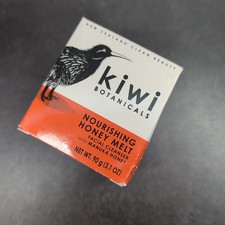 NEW ZEALAND CLEAN BEAUTY
kiwi
BOTANICALS
NOURISHING
HONEY MELT
FACIAL CLEANSER
WITH MANUKA HONEY
NET WT. 90 g (3.1 OZ)